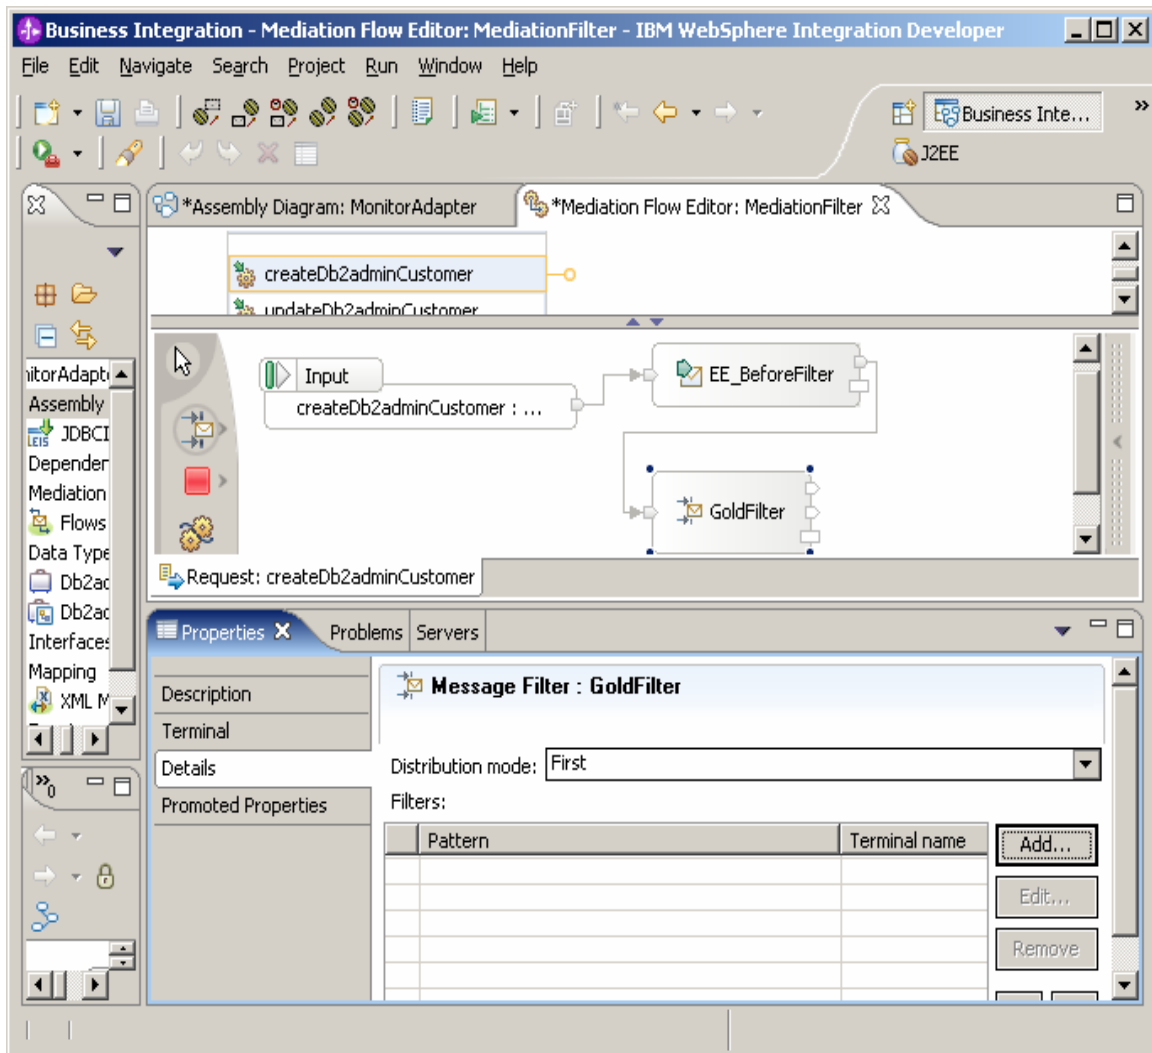 Business Integration - Mediation Flow Editor: MediationFilter - IBM WebSphere Integration Developer
File Edit Navigate Search Project Run Window Help
Business Inte...
J2EE
*Assembly Diagram: MonitorAdapter
*Mediation Flow Editor: MediationFilter
createDb2adminCustomer
updateDb2adminCustomer
nitorAdapt
Assembly
JDBCI
Depender
Mediation
Flows
Data Type
Db2ac
Db2ac
Interfaces
Mapping
XML M
Input
createDb2adminCustomer : ...
EE_BeforeFilter
GoldFilter
Request: createDb2adminCustomer
Properties
Problems
Servers
Description
Terminal
Details
Promoted Properties
Message Filter : GoldFilter
Distribution mode: First
Filters:
Pattern
Terminal name
Add...
Edit...
Remove